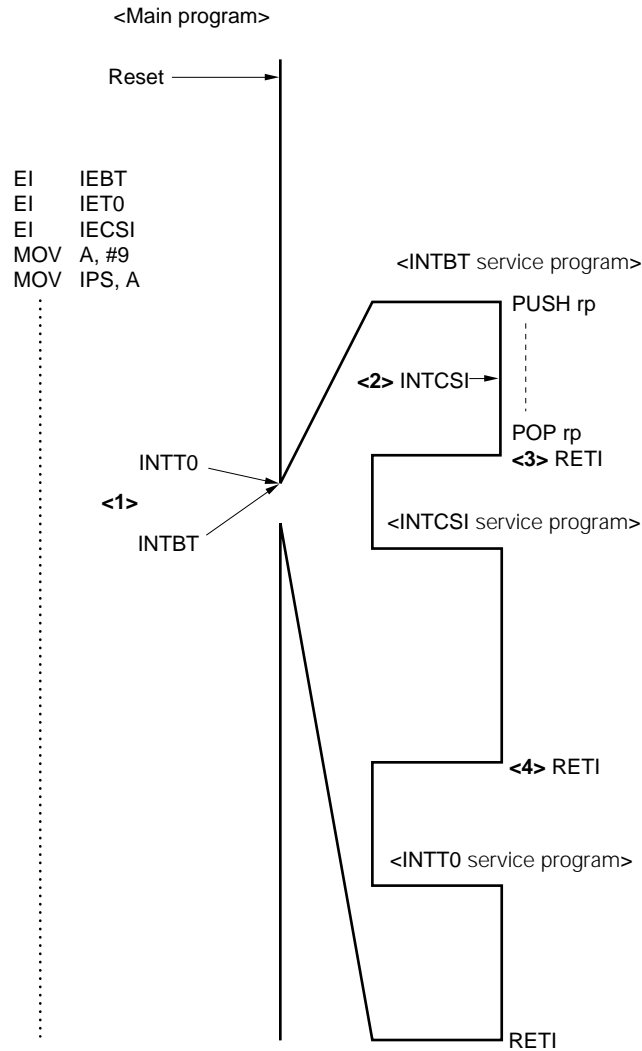 <Main program>
Reset
EI IEBT
EI IET0
EI IECSI
MOV A, #9
MOV IPS, A
<INTBT service program>
PUSH rp
<2> INTCSI
POP rp
<3> RETI
INTT0
<1>
INTBT
<INTCSI service program>
<4> RETI
<INTT0 service program>
RETI